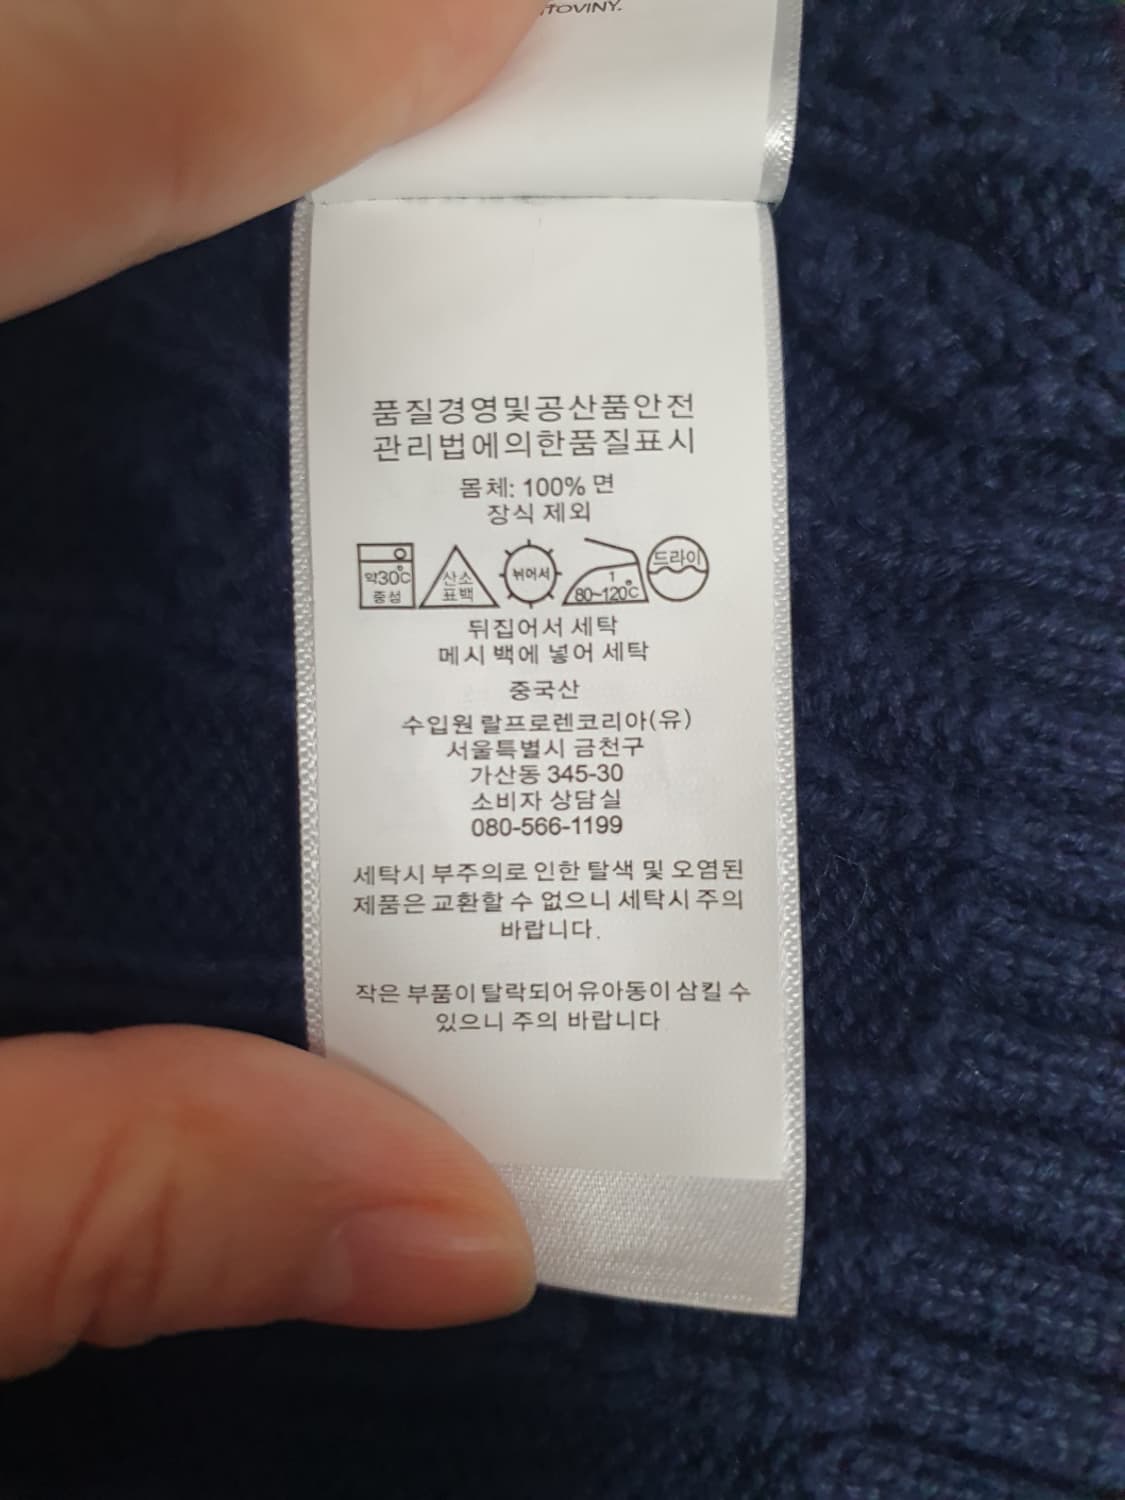 TOVINY.
품질경영및공산품안전
관리법에의한품질표시
몸체: 100% 면
장식 제외
약30℃
중성
산소
표백
뉘어서
1
80~120℃
드라이
뒤집어서 세탁
메시 백에 넣어 세탁
중국산
수입원 랄프로렌코리아(유)
서울특별시 금천구
가산동 345-30
소비자 상담실
080-566-1199
세탁시 부주의로 인한 탈색 및 오염된
제품은 교환할 수 없으니 세탁시 주의
바랍니다.
작은 부품이 탈락되어 유아동이 삼킬 수
있으니 주의 바랍니다